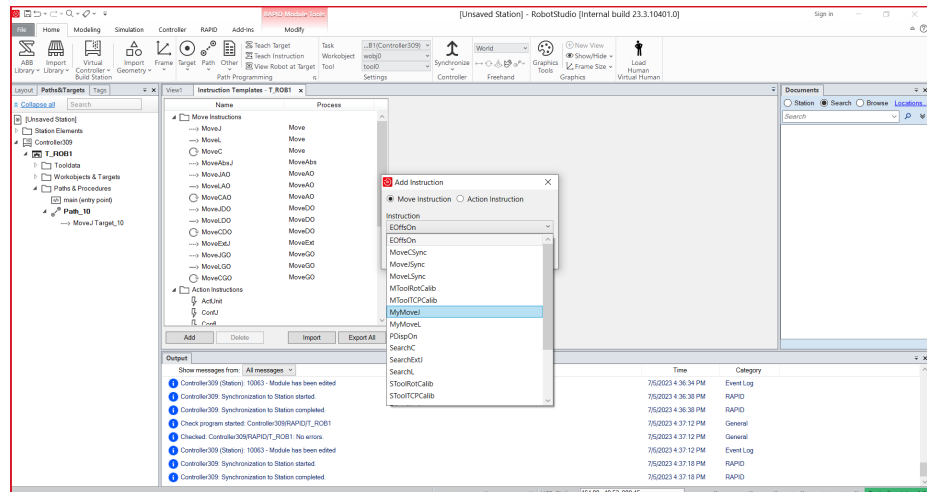 RAPID Module Tools
[Unsaved Station] - RobotStudio [Internal build 23.3.10401.0]
Sign in
File Home Modeling Simulation Controller RAPID Add-Ins Modify
ABB Library
Import Library
Virtual Controller
Import Geometry
Build Station
Frame
Target
Path
Other
Teach Target
Teach Instruction
View Robot at Target
Path Programming
Task ...B1(Controller309)
Workobject wobj0
Tool tool0
Settings
Synchronize
Controller
World
Freehand
Graphics Tools
New View
Show/Hide
Frame Size
Graphics
Load Human
Virtual Human
Layout Paths&Targets Tags
Collapse all Search
[Unsaved Station]
Station Elements
Controller309
T_ROB1
Tooldata
Workobjects & Targets
Paths & Procedures
main (entry point)
Path_10
MoveJ Target_10
View1 Instruction Templates - T_ROB1 x
Name Process
Move Instructions
MoveJ Move
MoveL Move
MoveC Move
MoveAbsJ MoveAbs
MoveJAO MoveAO
MoveLAO MoveAO
MoveCAO MoveAO
MoveJDO MoveDO
MoveLDO MoveDO
MoveCDO MoveDO
MoveExtJ MoveExt
MoveJGO MoveGO
MoveLGO MoveGO
MoveCGO MoveGO
Action Instructions
ActUnit
ConfJ
ConfL
Add Delete Import Export All
Add Instruction
Move Instruction Action Instruction
Instruction
EOffsOn
EOffsOn
MoveCSync
MoveJSync
MoveLSync
MToolRotCalib
MToolTCPCalib
MyMoveJ
MyMoveL
PDispOn
SearchC
SearchExtJ
SearchL
SToolRotCalib
SToolTCPCalib
Documents
Station Search Browse Locations...
Search
Output
Show messages from: All messages Time Category
Controller309 (Station): 10063 - Module has been edited 7/5/2023 4:36:34 PM Event Log
Controller309: Synchronization to Station started. 7/5/2023 4:36:38 PM RAPID
Controller309: Synchronization to Station completed. 7/5/2023 4:36:38 PM RAPID
Check program started: Controller309/RAPID/T_ROB1 7/5/2023 4:37:12 PM General
Checked: Controller309/RAPID/T_ROB1: No errors. 7/5/2023 4:37:12 PM General
Controller309 (Station): 10063 - Module has been edited 7/5/2023 4:37:12 PM Event Log
Controller309: Synchronization to Station started. 7/5/2023 4:37:18 PM RAPID
Controller309: Synchronization to Station completed. 7/5/2023 4:37:18 PM RAPID